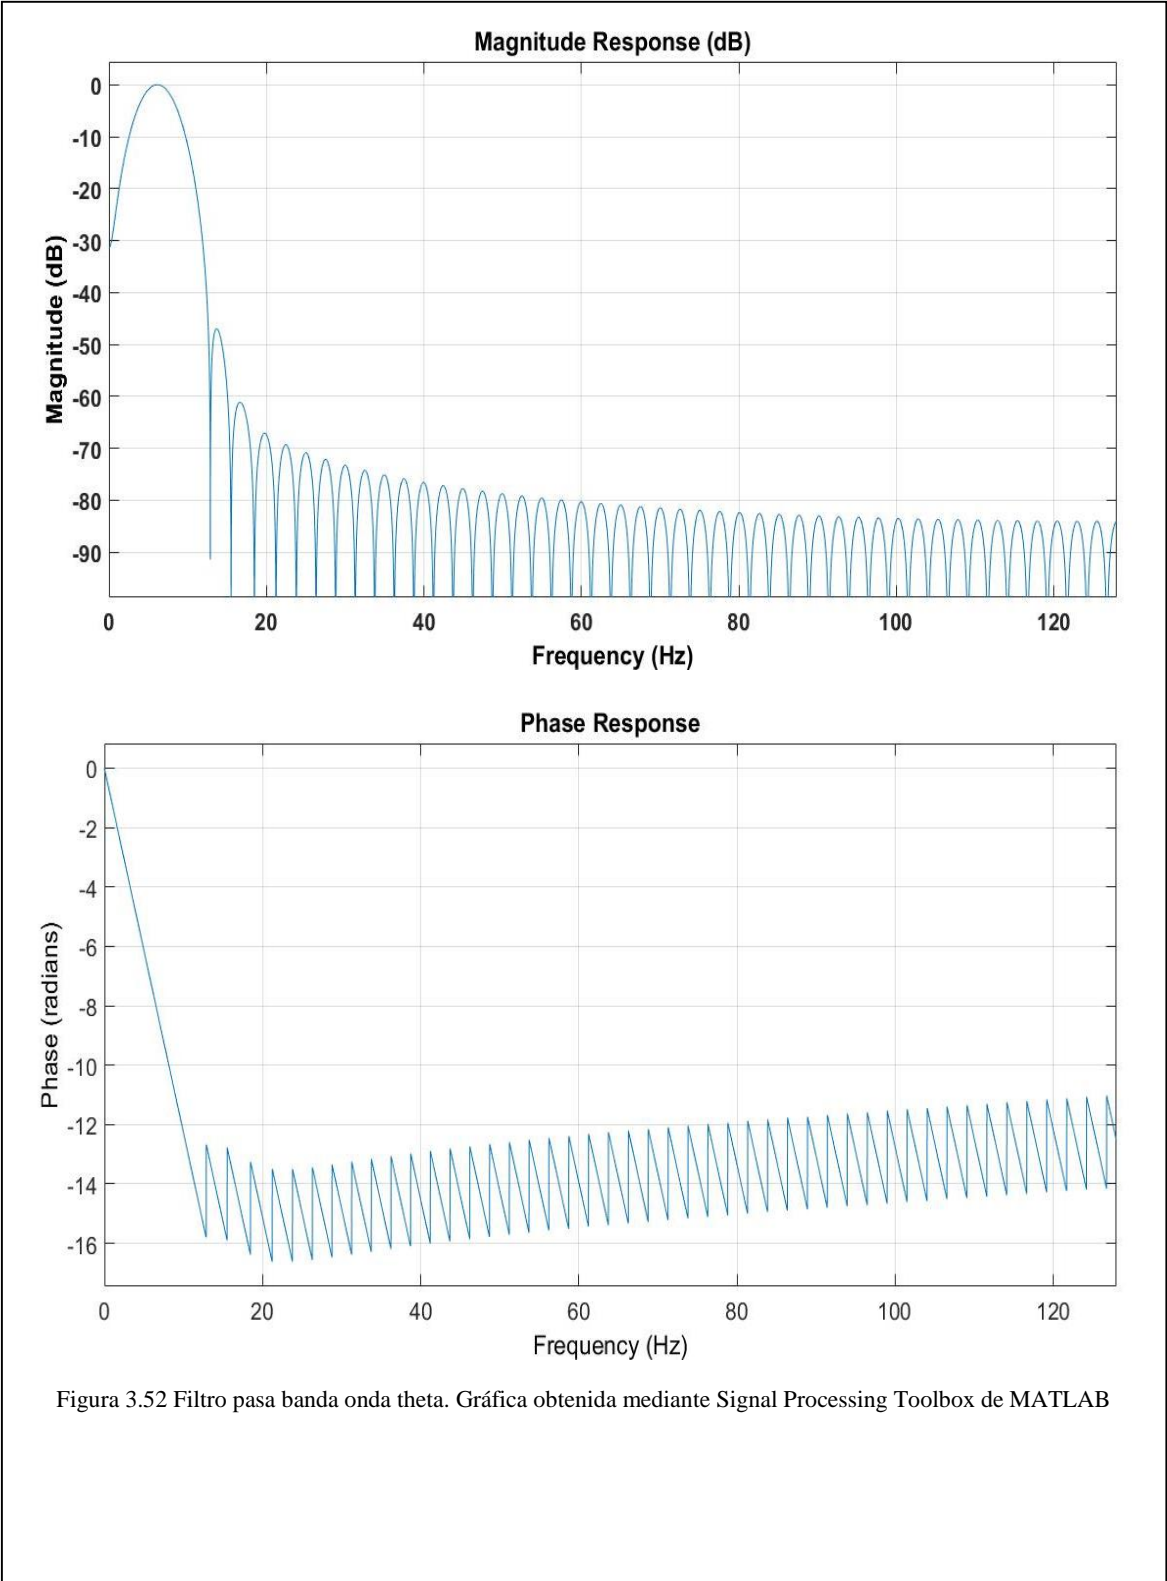 Magnitude Response (dB)
0
-10
-20
-30
-40
-50
-60
-70
-80
-90
Magnitude (dB)
0 20 40 60 80 100 120
Frequency (Hz)
Phase Response
0
-2
-4
-6
-8
-10
-12
-14
-16
Phase (radians)
0 20 40 60 80 100 120
Frequency (Hz)
Figura 3.52 Filtro pasa banda onda theta. Gráfica obtenida mediante Signal Processing Toolbox de MATLAB